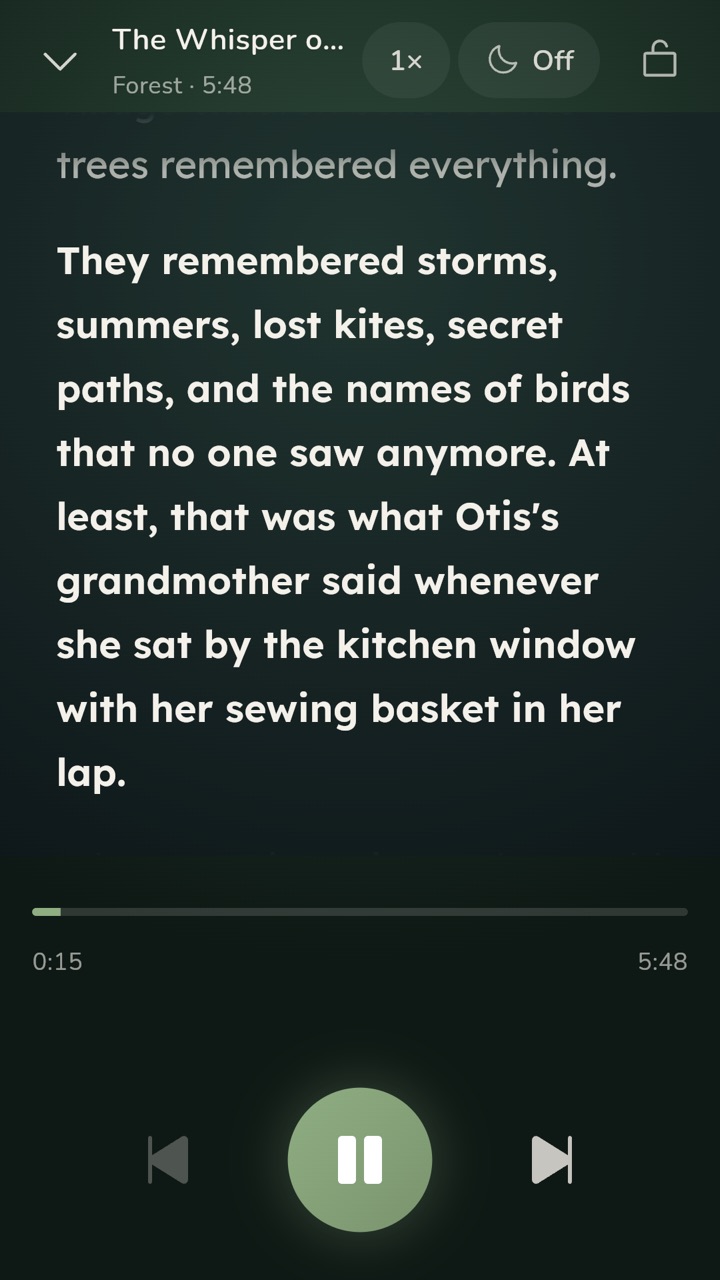 The Whisper o...
Forest · 5:48
1×
Off
trees remembered everything.
They remembered storms,
summers, lost kites, secret
paths, and the names of birds
that no one saw anymore. At
least, that was what Otis's
grandmother said whenever
she sat by the kitchen window
with her sewing basket in her
lap.
0:15
5:48